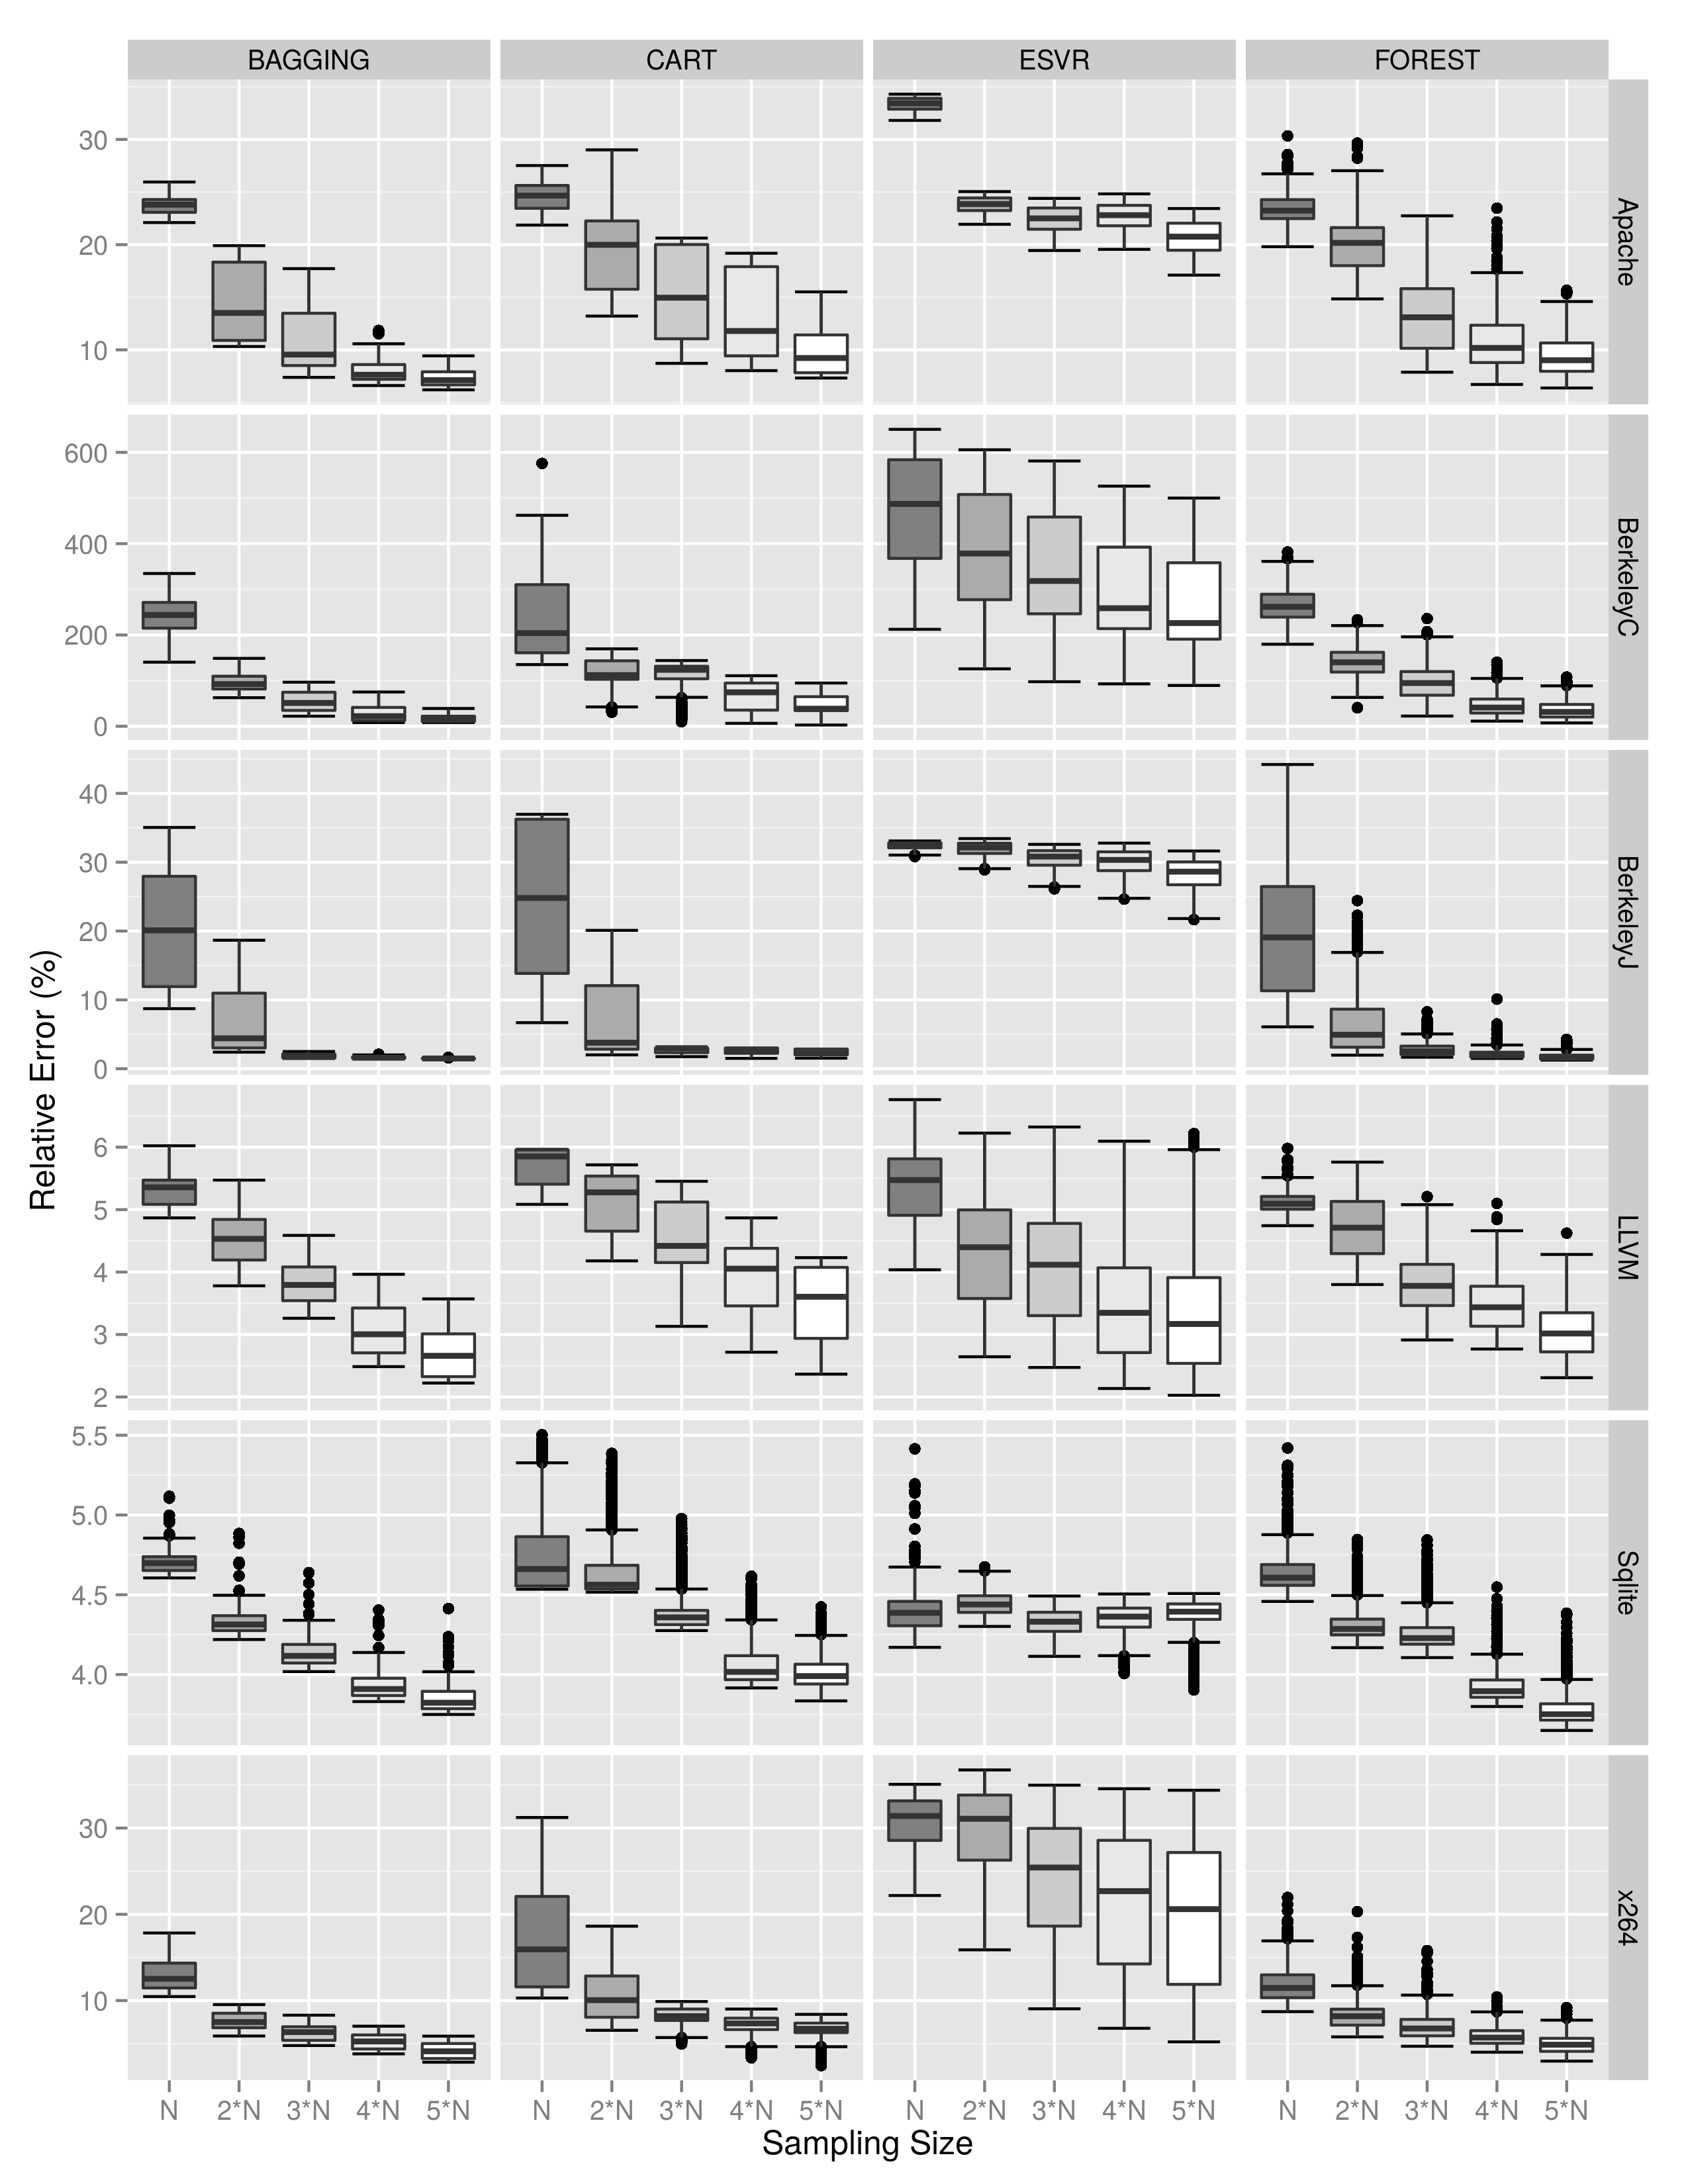 BAGGING CART ESVR FOREST
30
20
10
Apache
600
400
200
0
BerkeleyC
40
30
20
10
0
BerkeleyJ
6
5
4
3
2
LLVM
5.5
5.0
4.5
4.0
Sqlite
30
20
10
x264
Relative Error (%)
N 2*N 3*N 4*N 5*N N 2*N 3*N 4*N 5*N N 2*N 3*N 4*N 5*N N 2*N 3*N 4*N 5*N
Sampling Size